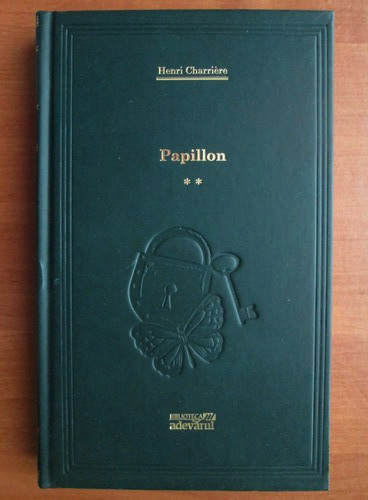 Henri Charrière
Papillon
* *
BIBLIOTECA
adevărul